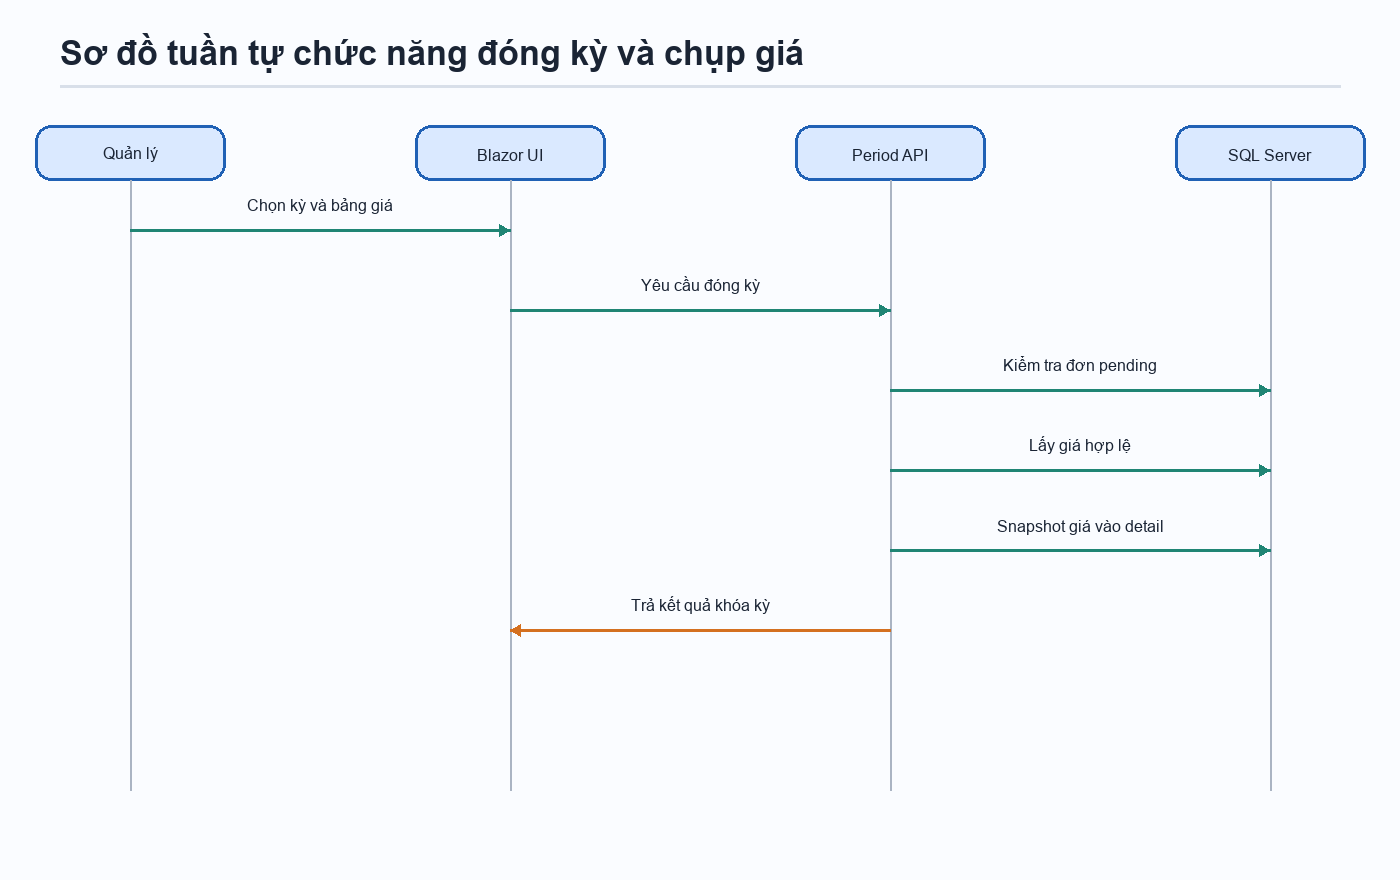 Sơ đồ tuần tự chức năng đóng kỳ và chụp giá
Quản lý
Blazor UI
Period API
SQL Server
Chọn kỳ và bảng giá
Yêu cầu đóng kỳ
Kiểm tra đơn pending
Lấy giá hợp lệ
Snapshot giá vào detail
Trả kết quả khóa kỳ